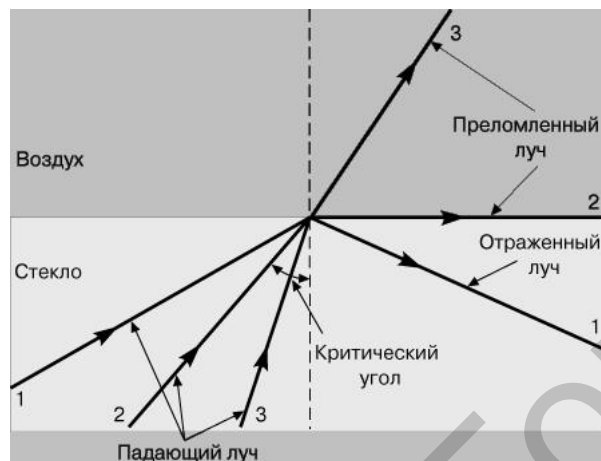 3
Преломленный
луч
Воздух
2
Отраженный
луч
Стекло
1
Критический
угол
1
2
3
Падающий луч